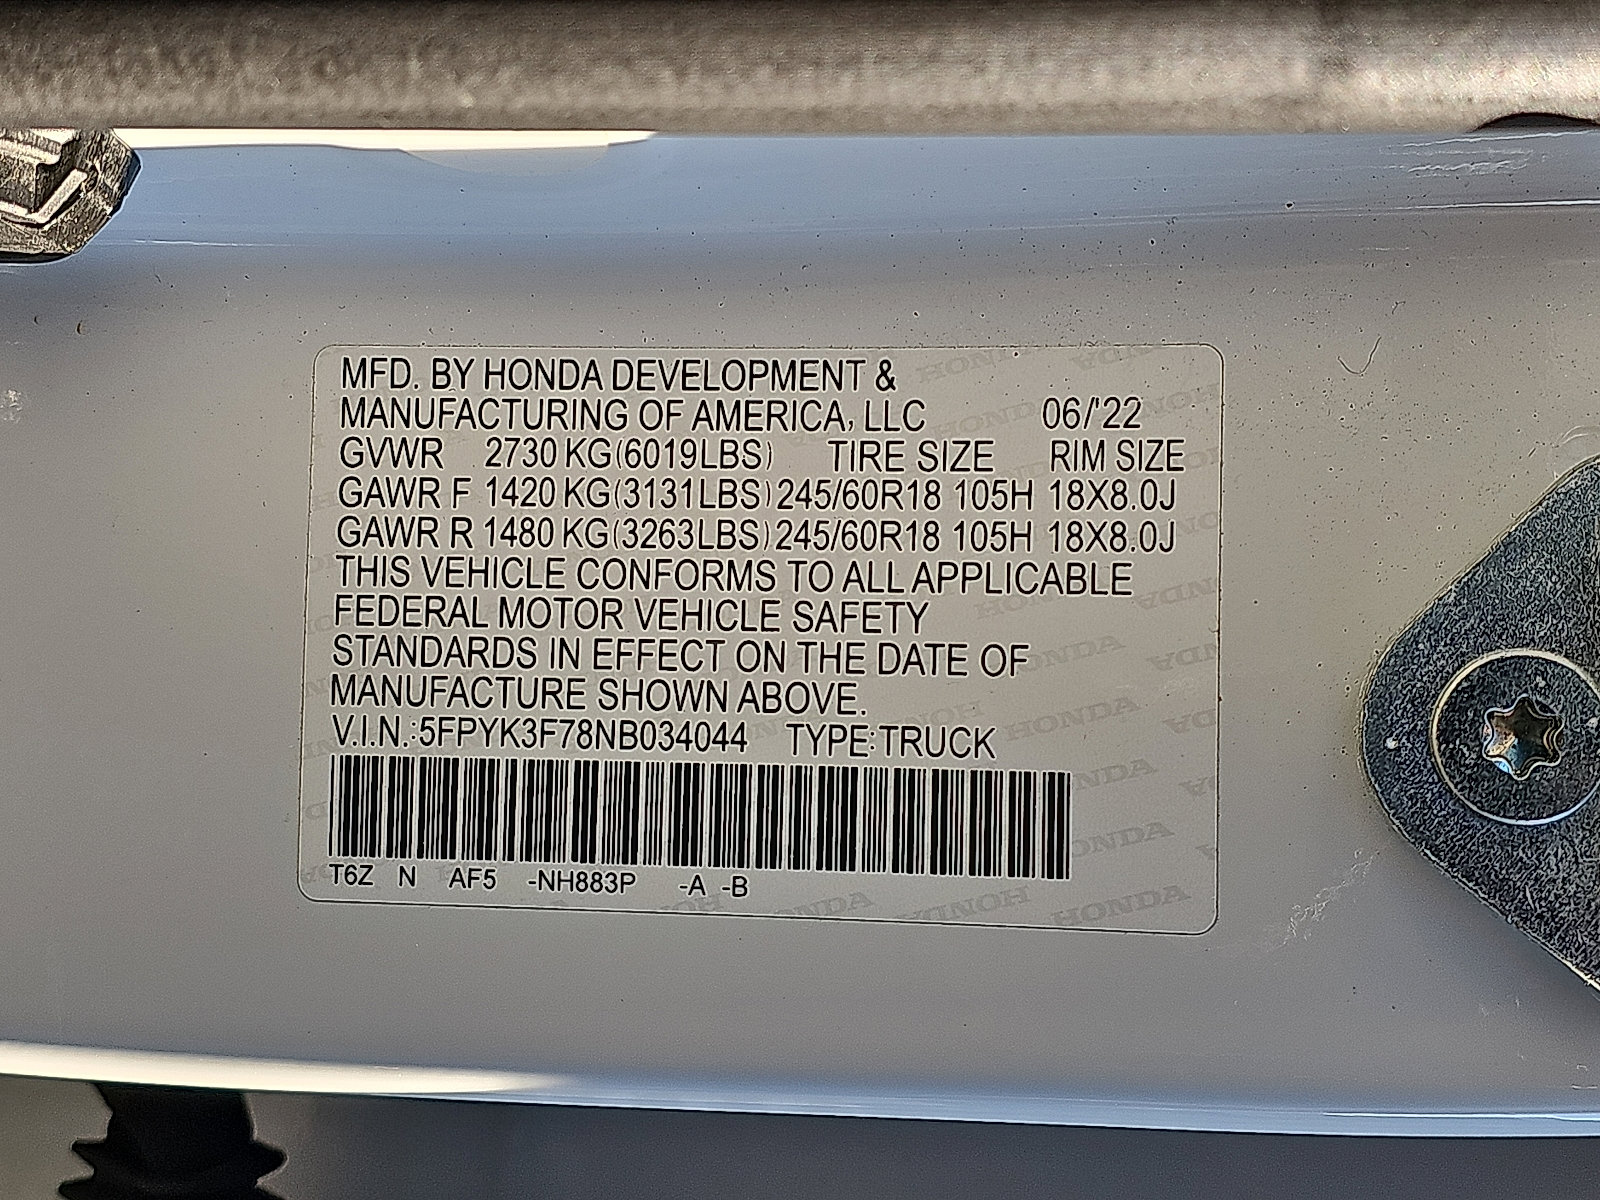 MFD. BY HONDA DEVELOPMENT &
MANUFACTURING OF AMERICA, LLC 06/'22
GVWR 2730 KG(6019LBS) TIRE SIZE RIM SIZE
GAWR F 1420 KG(3131LBS) 245/60R18 105H 18X8.0J
GAWR R 1480 KG(3263LBS) 245/60R18 105H 18X8.0J
THIS VEHICLE CONFORMS TO ALL APPLICABLE
FEDERAL MOTOR VEHICLE SAFETY
STANDARDS IN EFFECT ON THE DATE OF
MANUFACTURE SHOWN ABOVE.
V.I.N.:5FPYK3F78NB034044 TYPE:TRUCK
T6Z N AF5 -NH883P -A -B